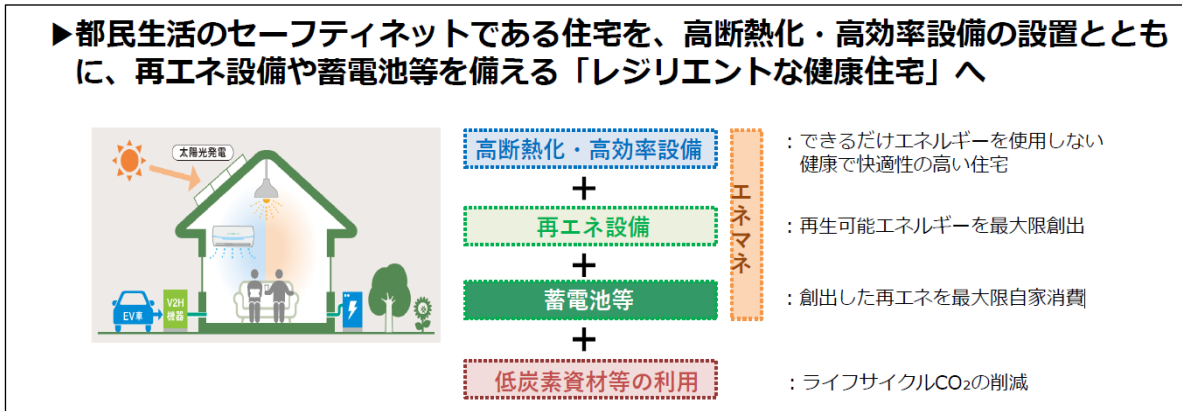 ▶都民生活のセーフティネットである住宅を、高断熱化・高効率設備の設置ととも
に、再エネ設備や蓄電池等を備える「レジリエントな健康住宅」へ
太陽光発電
EV車
V2H
機器
高断熱化・高効率設備
+
再エネ設備
+
蓄電池等
+
低炭素資材等の利用
エネマネ
：できるだけエネルギーを使用しない
健康で快適性の高い住宅
：再生可能エネルギーを最大限創出
：創出した再エネを最大限自家消費
：ライフサイクルCO₂の削減